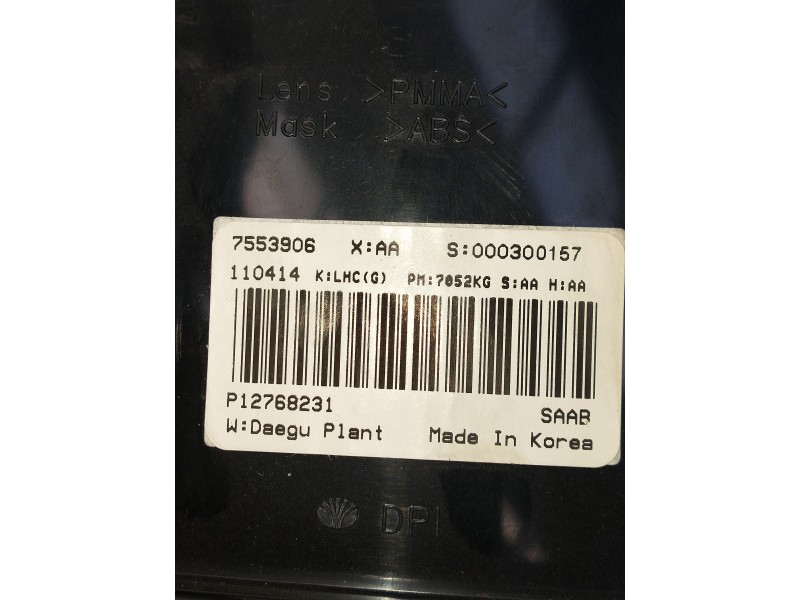 Lens >PMMA<
Mask >ABS<
7553906 X:AA S:000300157
110414 K:LHC(G) PM:7052KG S:AA H:AA
P12768231 SAAB
W:Daegu Plant Made In Korea
DPI